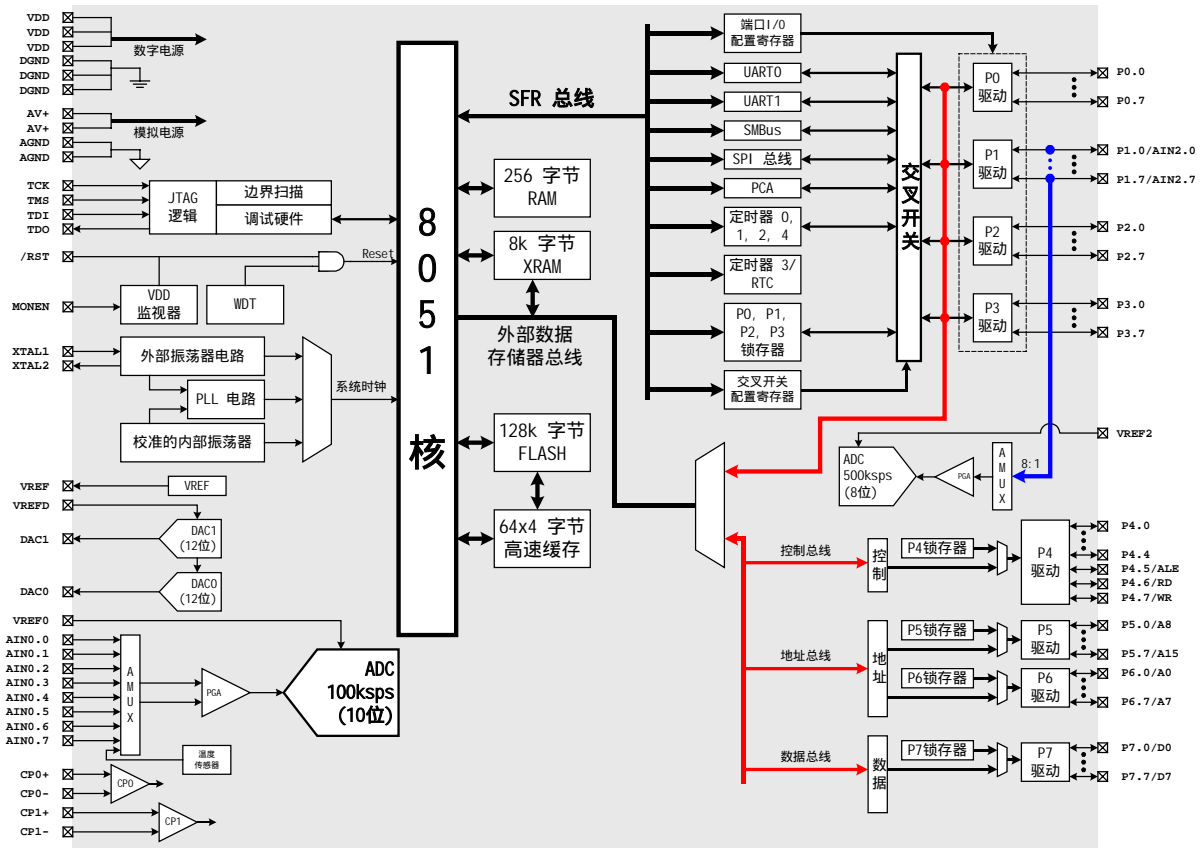 VDD
VDD
VDD
数字电源
DGND
DGND
DGND
AV+
AV+
模拟电源
AGND
AGND
TCK
TMS
TDI
TDO
JTAG
逻辑
边界扫描
调试硬件
/RST
Reset
MONEN
VDD
监视器
WDT
XTAL1
XTAL2
外部振荡器电路
PLL 电路
校准的内部振荡器
系统时钟
VREF
VREF
VREFD
DAC1
DAC1
(12位)
DAC0
DAC0
(12位)
VREF0
AIN0.0
AIN0.1
AIN0.2
AIN0.3
AIN0.4
AIN0.5
AIN0.6
AIN0.7
A
M
U
X
PGA
ADC
100ksps
(10位)
温度
传感器
CP0+
CP0-
CP0
CP1+
CP1-
CP1
8
0
5
1
核
SFR 总线
256 字节
RAM
8k 字节
XRAM
外部数据
存储器总线
128k 字节
FLASH
64x4 字节
高速缓存
端口I/O
配置寄存器
UART0
UART1
SMBus
SPI 总线
PCA
定时器 0,
1, 2, 4
定时器 3/
RTC
P0, P1,
P2, P3
锁存器
交叉开关
配置寄存器
交
叉
开
关
P0
驱动
P1
驱动
P2
驱动
P3
驱动
P0.0
P0.7
P1.0/AIN2.0
P1.7/AIN2.7
P2.0
P2.7
P3.0
P3.7
VREF2
ADC
500ksps
(8位)
PGA
A
M
U
X
8:1
控制总线
控
制
P4锁存器
P4
驱动
P4.0
P4.4
P4.5/ALE
P4.6/RD
P4.7/WR
地址总线
地
址
P5锁存器
P5
驱动
P5.0/A8
P5.7/A15
P6锁存器
P6
驱动
P6.0/A0
P6.7/A7
数据总线
数
据
P7锁存器
P7
驱动
P7.0/D0
P7.7/D7